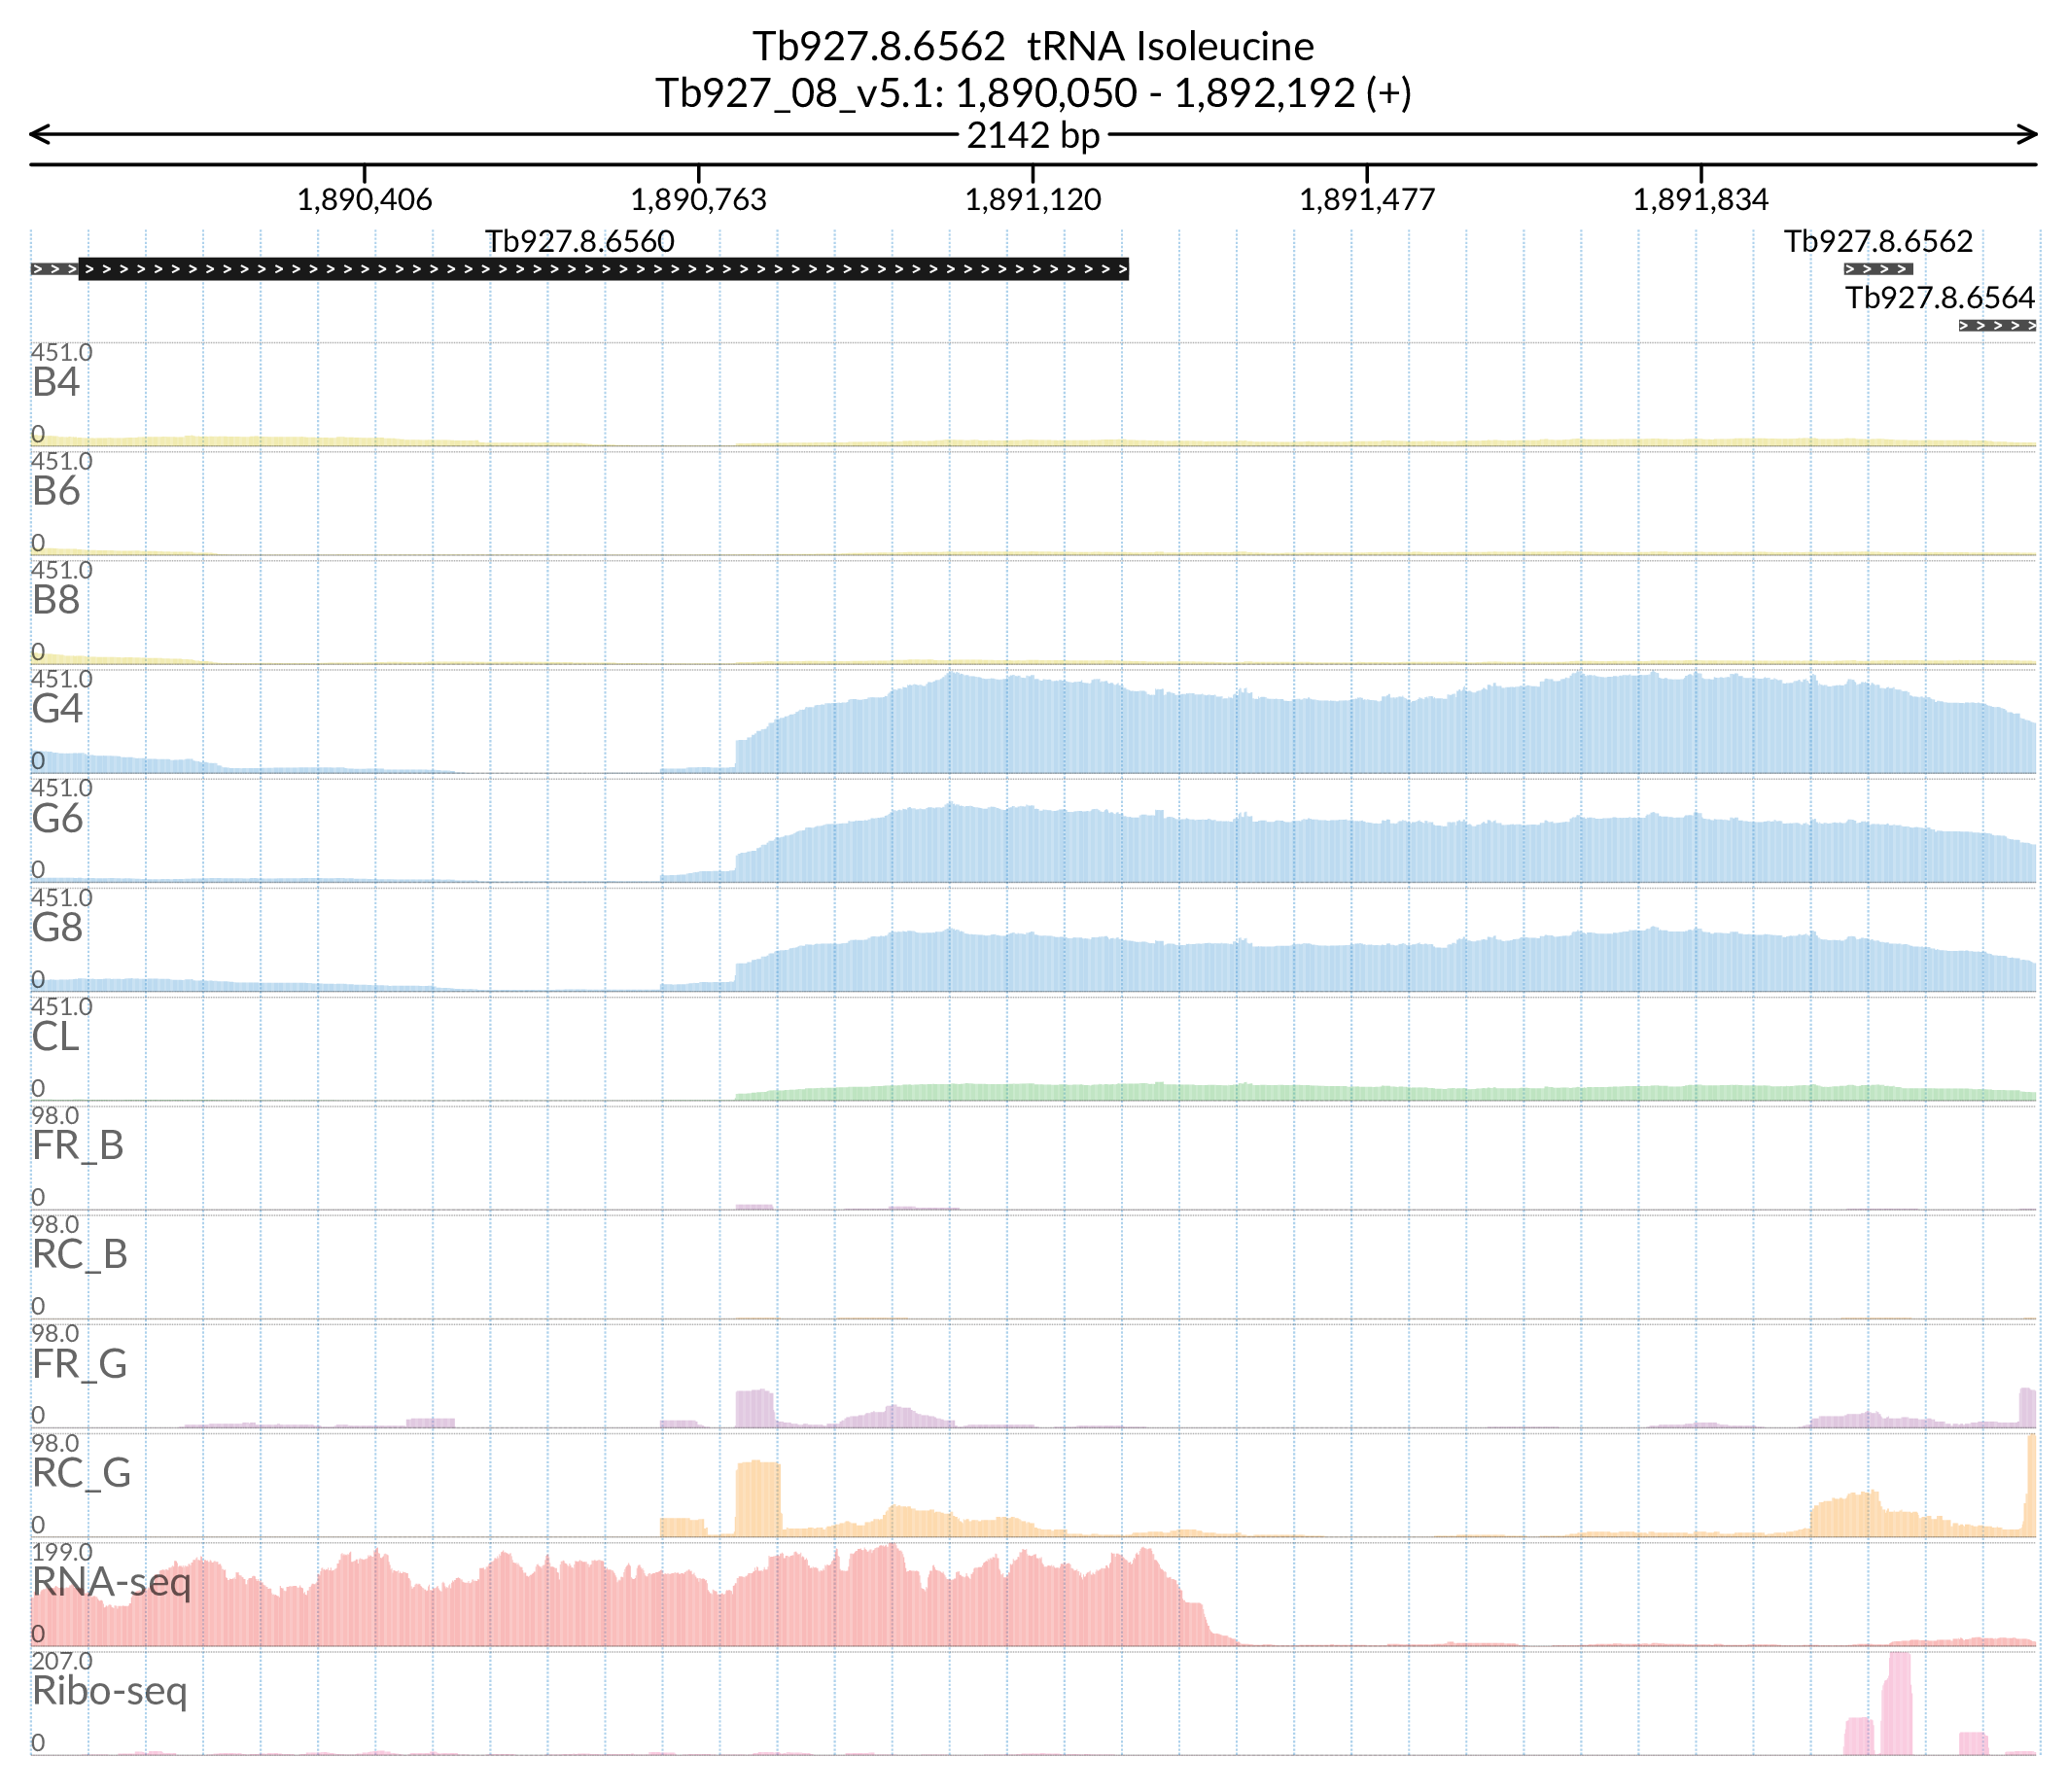 Tb927.8.6562  tRNA Isoleucine
Tb927_08_v5.1: 1,890,050 - 1,892,192 (+)
2142 bp
1,890,406 1,890,763 1,891,120 1,891,477 1,891,834
Tb927.8.6560 Tb927.8.6562
Tb927.8.6564
451.0
B4
0
451.0
B6
0
451.0
B8
0
451.0
G4
0
451.0
G6
0
451.0
G8
0
451.0
CL
0
98.0
FR_B
0
98.0
RC_B
0
98.0
FR_G
0
98.0
RC_G
0
199.0
RNA-seq
0
207.0
Ribo-seq
0